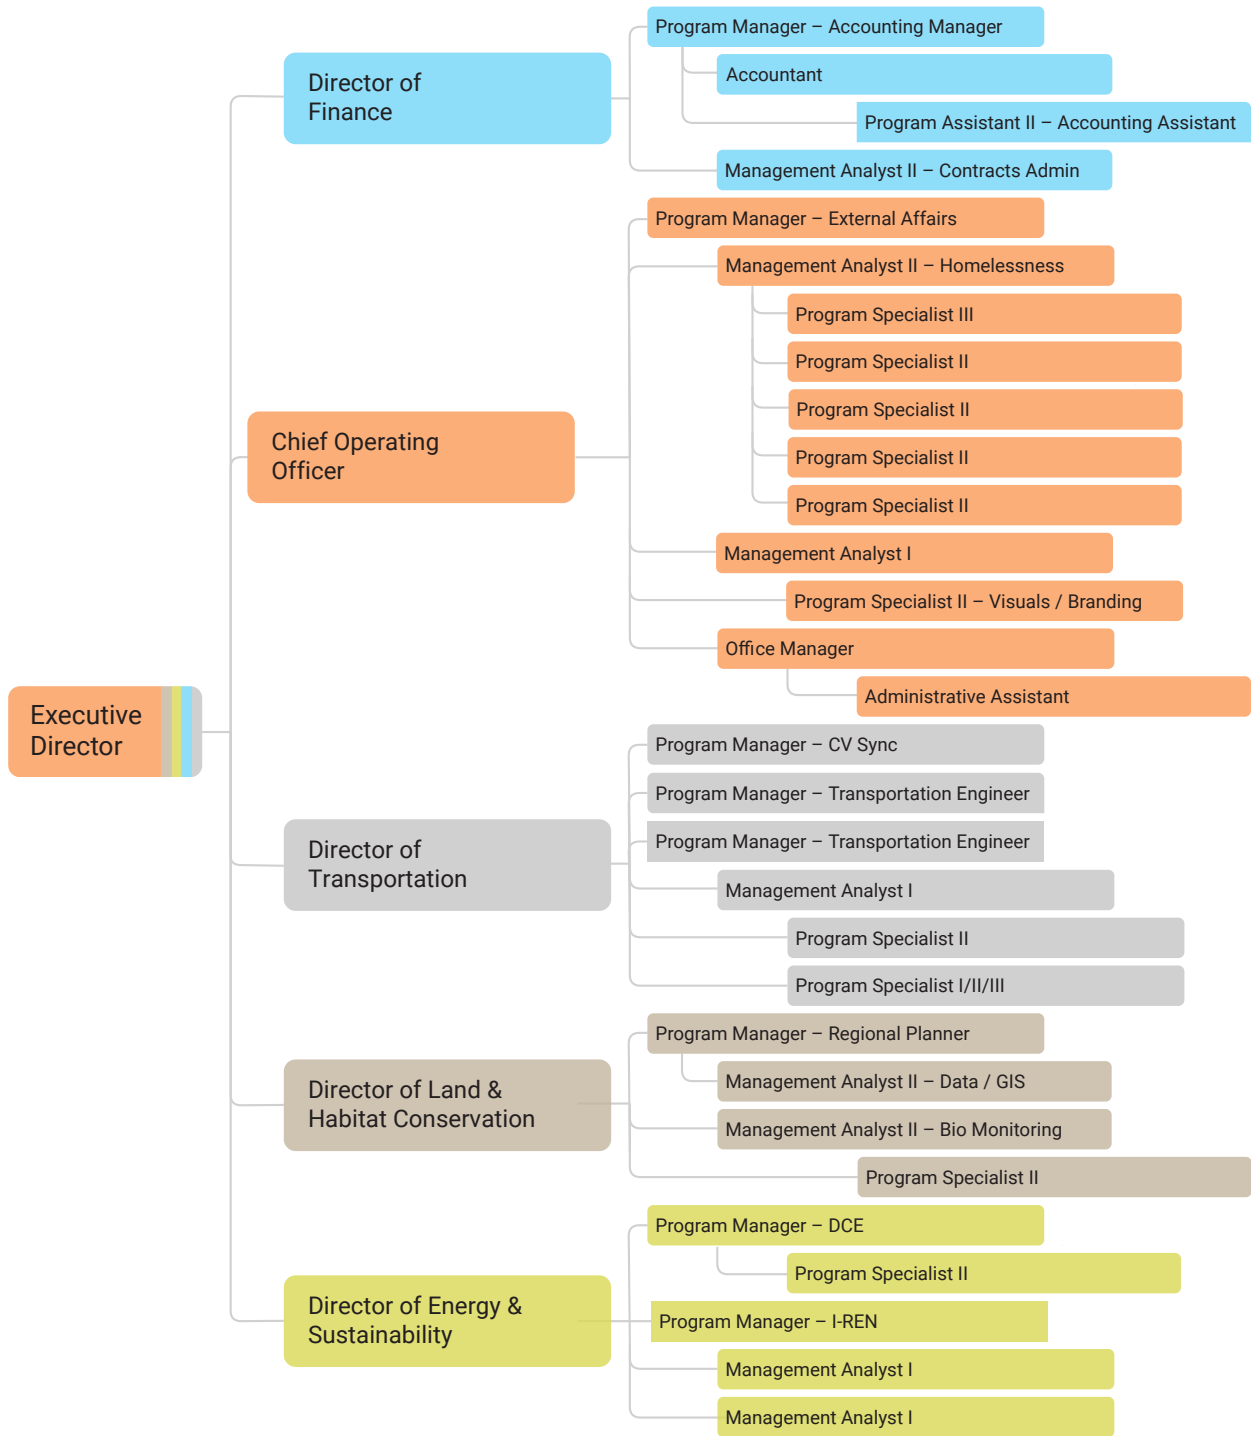 Program Manager – Accounting Manager
Director of
Finance
Accountant
Program Assistant II – Accounting Assistant
Management Analyst II – Contracts Admin
Program Manager – External Affairs
Management Analyst II – Homelessness
Program Specialist III
Program Specialist II
Program Specialist II
Chief Operating
Officer
Program Specialist II
Program Specialist II
Management Analyst I
Program Specialist II – Visuals / Branding
Office Manager
Administrative Assistant
Executive
Director
Program Manager – CV Sync
Program Manager – Transportation Engineer
Program Manager – Transportation Engineer
Director of
Transportation
Management Analyst I
Program Specialist II
Program Specialist I/II/III
Program Manager – Regional Planner
Director of Land &
Habitat Conservation
Management Analyst II – Data / GIS
Management Analyst II – Bio Monitoring
Program Specialist II
Program Manager – DCE
Program Specialist II
Director of Energy &
Sustainability
Program Manager – I-REN
Management Analyst I
Management Analyst I